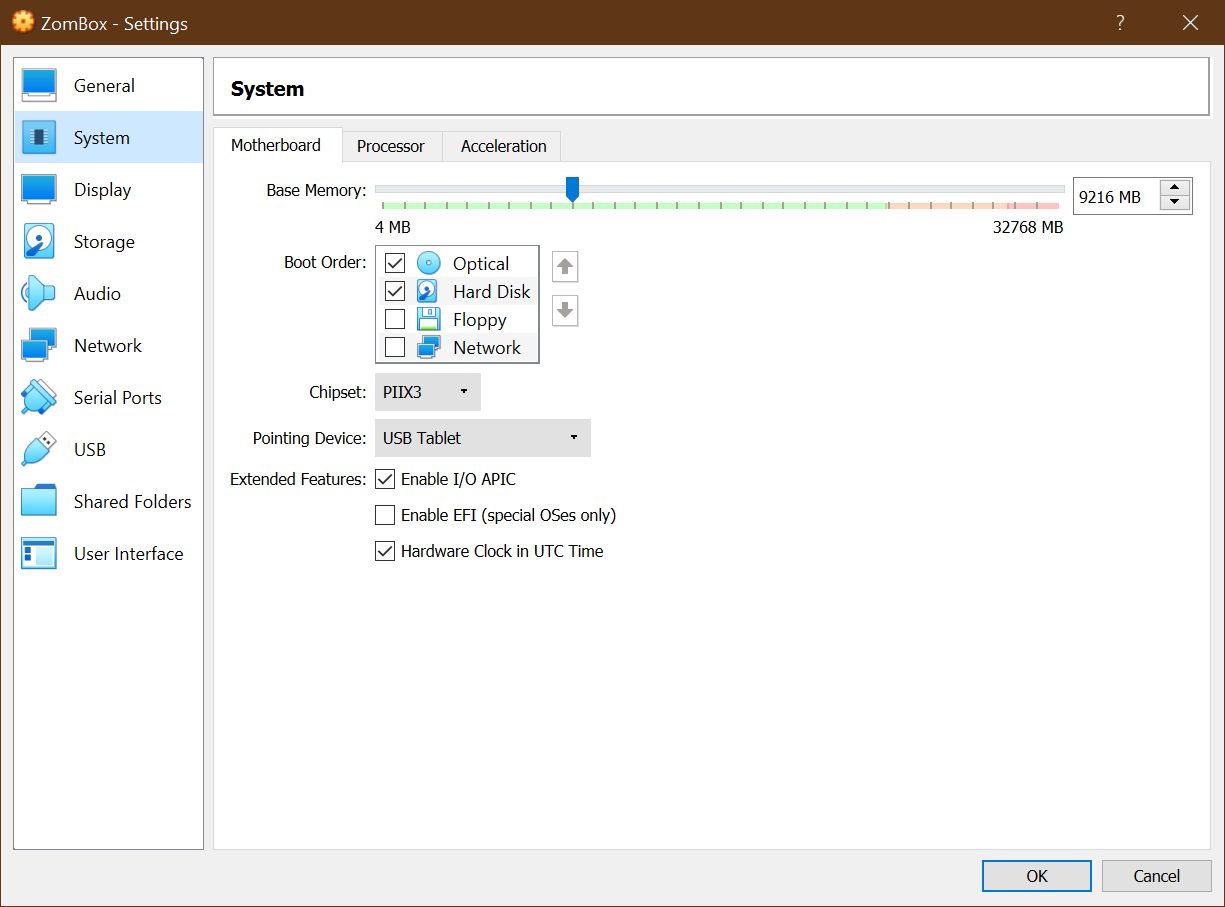 ZomBox - Settings
?
General
System
Display
Storage
Audio
Network
Serial Ports
USB
Shared Folders
User Interface
System
Motherboard
Processor
Acceleration
Base Memory:
9216 MB
4 MB
32768 MB
Boot Order:
Optical
Hard Disk
Floppy
Network
Chipset:
PIIX3
Pointing Device:
USB Tablet
Extended Features:
Enable I/O APIC
Enable EFI (special OSes only)
Hardware Clock in UTC Time
OK
Cancel